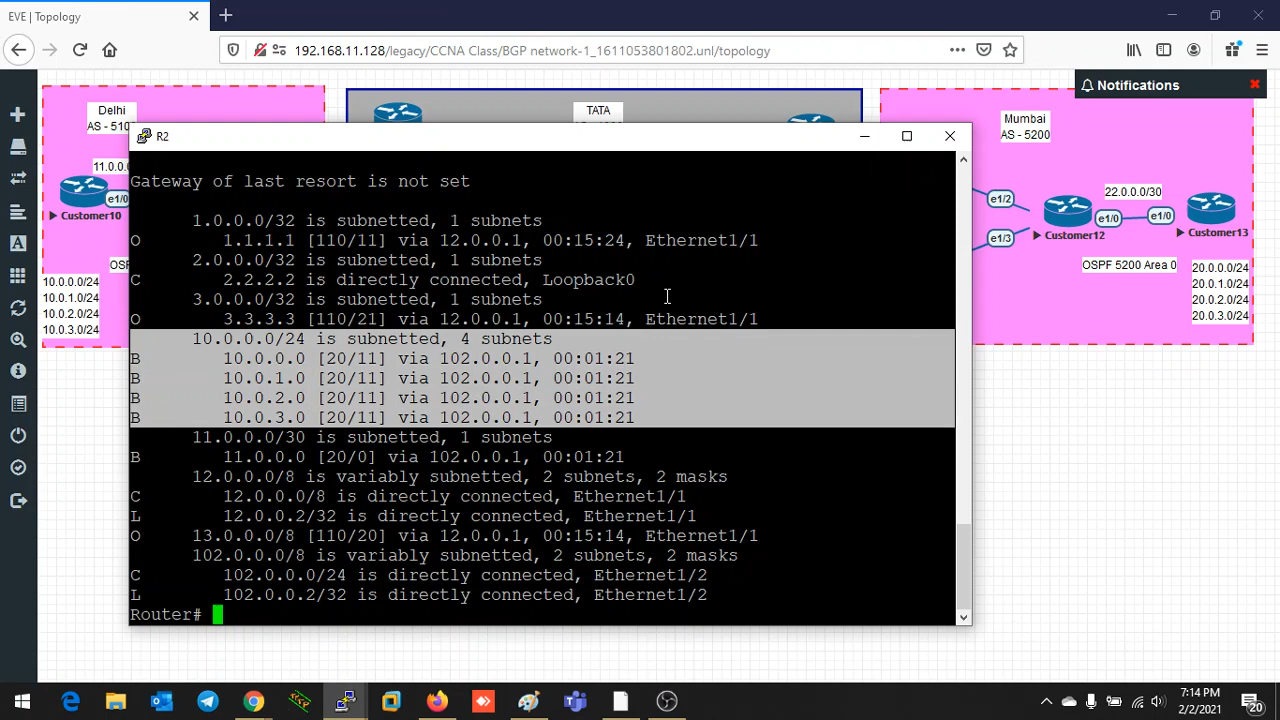 EVE | Topology
192.168.11.128/legacy/CCNA Class/BGP network-1_1611053801802.unl/topology
20
Notifications
Delhi
AS - 510
TATA
Mumbai
AS - 5200
11.0.0.0
e1/0
Customer10
OSPF
10.0.0.0/24
10.0.1.0/24
10.0.2.0/24
10.0.3.0/24
e1/2
e1/3
22.0.0.0/30
e1/0
e1/0
Customer12
Customer13
OSPF 5200 Area 0
20.0.0.0/24
20.0.1.0/24
20.0.2.0/24
20.0.3.0/24
R2
Gateway of last resort is not set
1.0.0.0/32 is subnetted, 1 subnets
O 1.1.1.1 [110/11] via 12.0.0.1, 00:15:24, Ethernet1/1
2.0.0.0/32 is subnetted, 1 subnets
C 2.2.2.2 is directly connected, Loopback0
3.0.0.0/32 is subnetted, 1 subnets
O 3.3.3.3 [110/21] via 12.0.0.1, 00:15:14, Ethernet1/1
10.0.0.0/24 is subnetted, 4 subnets
B 10.0.0.0 [20/11] via 102.0.0.1, 00:01:21
B 10.0.1.0 [20/11] via 102.0.0.1, 00:01:21
B 10.0.2.0 [20/11] via 102.0.0.1, 00:01:21
B 10.0.3.0 [20/11] via 102.0.0.1, 00:01:21
11.0.0.0/30 is subnetted, 1 subnets
B 11.0.0.0 [20/0] via 102.0.0.1, 00:01:21
12.0.0.0/8 is variably subnetted, 2 subnets, 2 masks
C 12.0.0.0/8 is directly connected, Ethernet1/1
L 12.0.0.2/32 is directly connected, Ethernet1/1
O 13.0.0.0/8 [110/20] via 12.0.0.1, 00:15:14, Ethernet1/1
102.0.0.0/8 is variably subnetted, 2 subnets, 2 masks
C 102.0.0.0/24 is directly connected, Ethernet1/2
L 102.0.0.2/32 is directly connected, Ethernet1/2
Router#
7:14 PM
2/2/2021